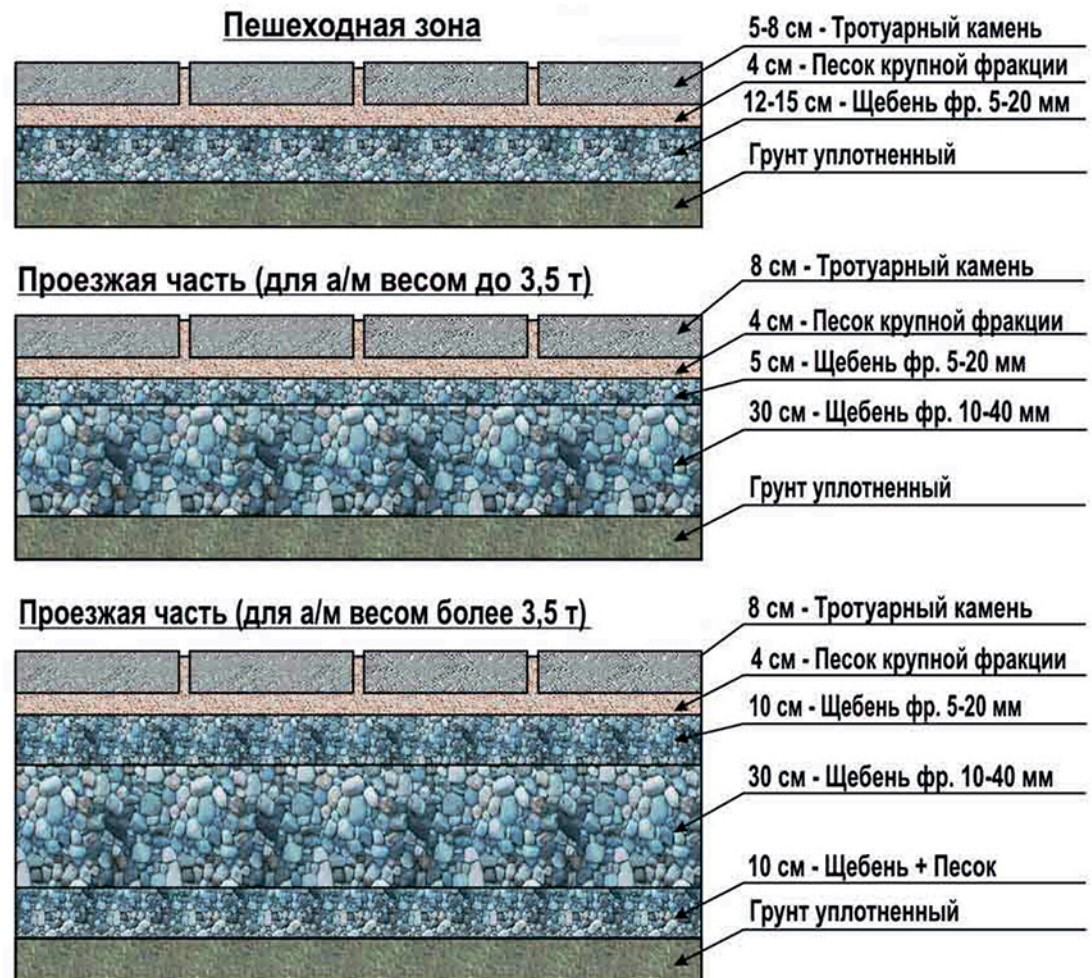 Пешеходная зона
5-8 см - Тротуарный камень
4 см - Песок крупной фракции
12-15 см - Щебень фр. 5-20 мм
Грунт уплотненный
Проезжая часть (для а/м весом до 3,5 т)
8 см - Тротуарный камень
4 см - Песок крупной фракции
5 см - Щебень фр. 5-20 мм
30 см - Щебень фр. 10-40 мм
Грунт уплотненный
Проезжая часть (для а/м весом более 3,5 т)
8 см - Тротуарный камень
4 см - Песок крупной фракции
10 см - Щебень фр. 5-20 мм
30 см - Щебень фр. 10-40 мм
10 см - Щебень + Песок
Грунт уплотненный